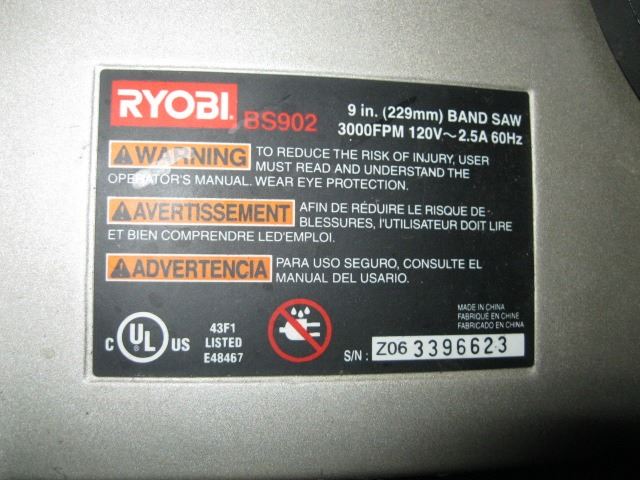 RYOBI. BS902
9 in. (229mm) BAND SAW
3000FPM 120V~2.5A 60Hz
WARNING TO REDUCE THE RISK OF INJURY, USER
MUST READ AND UNDERSTAND THE
OPERATOR'S MANUAL. WEAR EYE PROTECTION.
AVERTISSEMENT AFIN DE RÉDUIRE LE RISQUE DE
BLESSURES, l'UTILISATEUR DOIT LIRE
ET BIEN COMPRENDRE LED'EMPLOI.
ADVERTENCIA PARA USO SEGURO, CONSULTE EL
MANUAL DEL USARIO.
MADE IN CHINA
FABRIQUE EN CHINE
FABRICADO EN CHINA
C UL US
43F1
LISTED
E48467
S/N: Z06 3396623